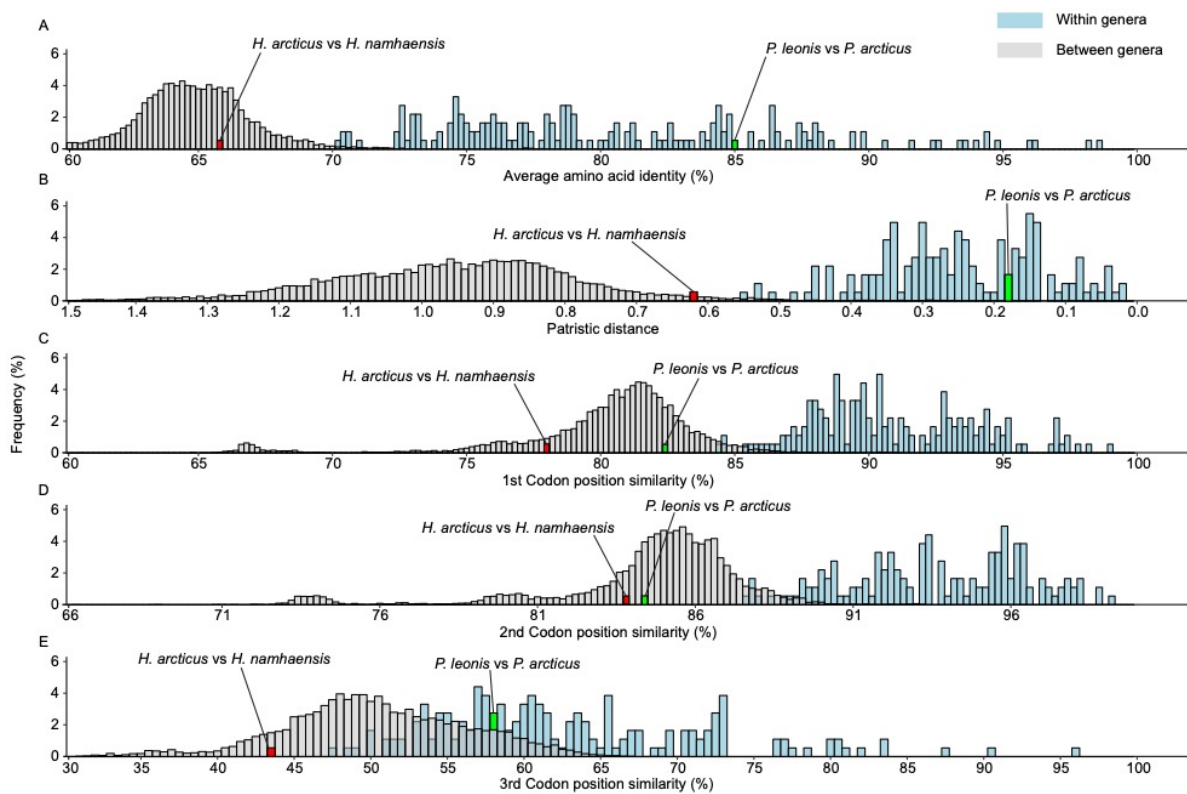 Within genera
Between genera
A
H. arcticus vs H. namhaensis
P. leonis vs P. arcticus
6
4
2
0
60 65 70 75 80 85 90 95 100
Average amino acid identity (%)
B
P. leonis vs P. arcticus
H. arcticus vs H. namhaensis
6
4
2
0
1.5 1.4 1.3 1.2 1.1 1.0 0.9 0.8 0.7 0.6 0.5 0.4 0.3 0.2 0.1 0.0
Patristic distance
Frequency (%)
C
H. arcticus vs H. namhaensis
P. leonis vs P. arcticus
6
4
2
0
60 65 70 75 80 85 90 95 100
1st Codon position similarity (%)
D
P. leonis vs P. arcticus
H. arcticus vs H. namhaensis
6
4
2
0
66 71 76 81 86 91 96
2nd Codon position similarity (%)
E
H. arcticus vs H. namhaensis
P. leonis vs P. arcticus
6
4
2
0
30 35 40 45 50 55 60 65 70 75 80 85 90 95 100
3rd Codon position similarity (%)